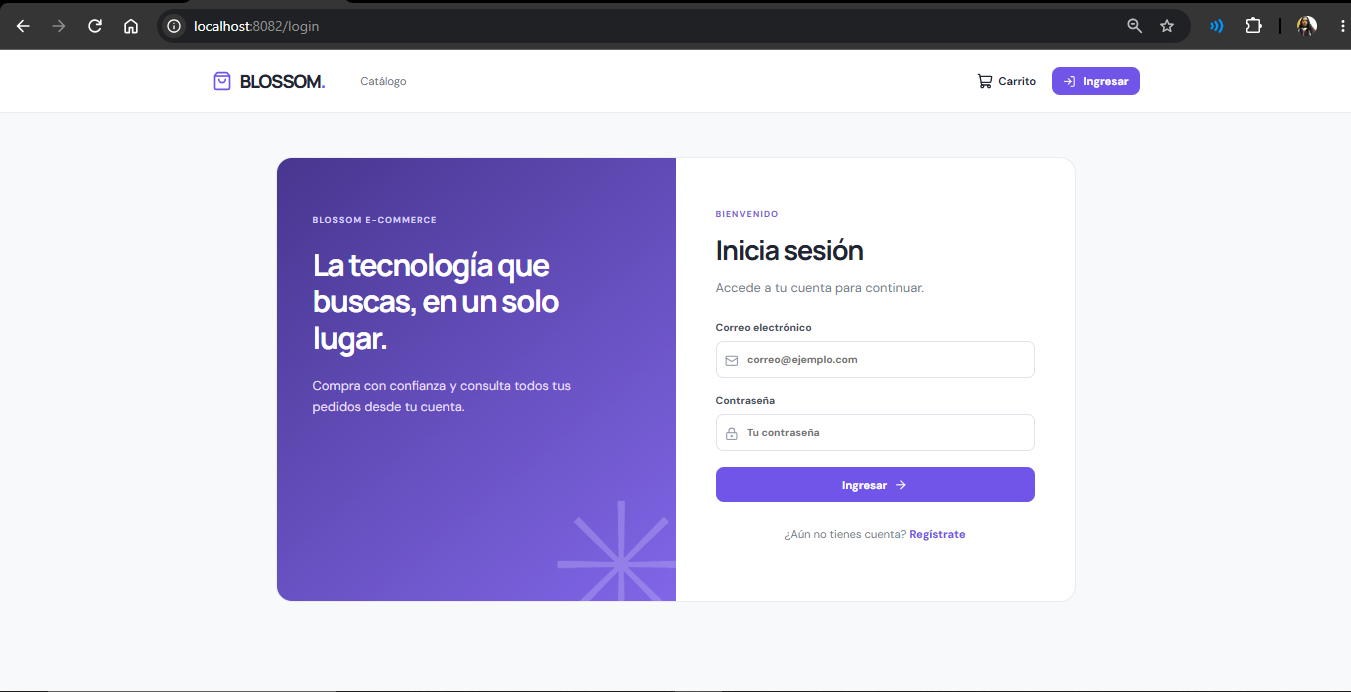 localhost:8082/login
BLOSSOM.
Catálogo
Carrito
Ingresar
BLOSSOM E-COMMERCE
La tecnología que
buscas, en un solo
lugar.
Compra con confianza y consulta todos tus
pedidos desde tu cuenta.
BIENVENIDO
Inicia sesión
Accede a tu cuenta para continuar.
Correo electrónico
correo@ejemplo.com
Contraseña
Tu contraseña
Ingresar
¿Aún no tienes cuenta? Regístrate